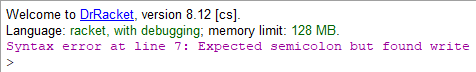 Welcome to DrRacket, version 8.12 [cs].
Language: racket, with debugging; memory limit: 128 MB.
Syntax error at line 7: Expected semicolon but found write
>